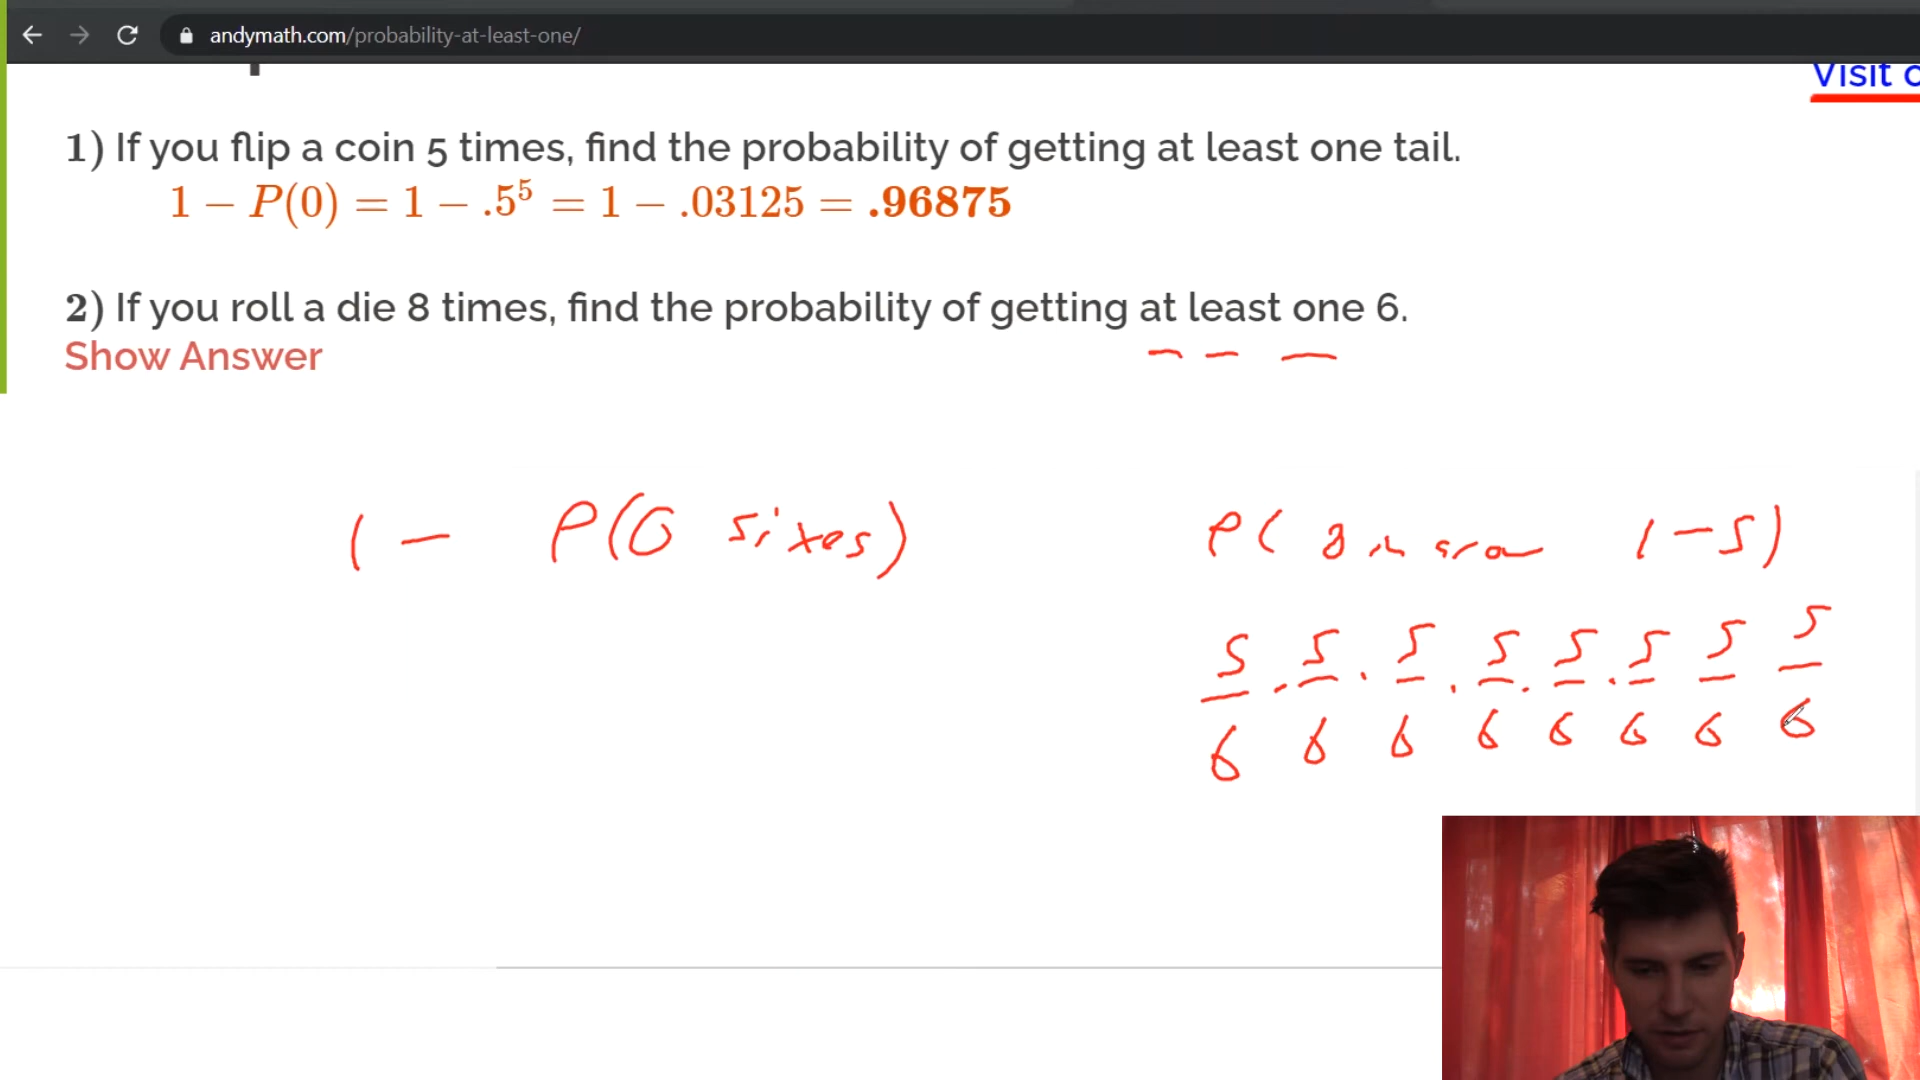 andymath.com/probability-at-least-one/
Visit
1) If you flip a coin 5 times, find the probability of getting at least one tail.
1 − P(0) = 1 − .5⁵ = 1 − .03125 = .96875
2) If you roll a die 8 times, find the probability of getting at least one 6.
Show Answer
1 − P(0 sixes)
P( 8 in a row 1 − 5)
5/6 · 5/6 · 5/6 · 5/6 · 5/6 · 5/6 5/6 5/6